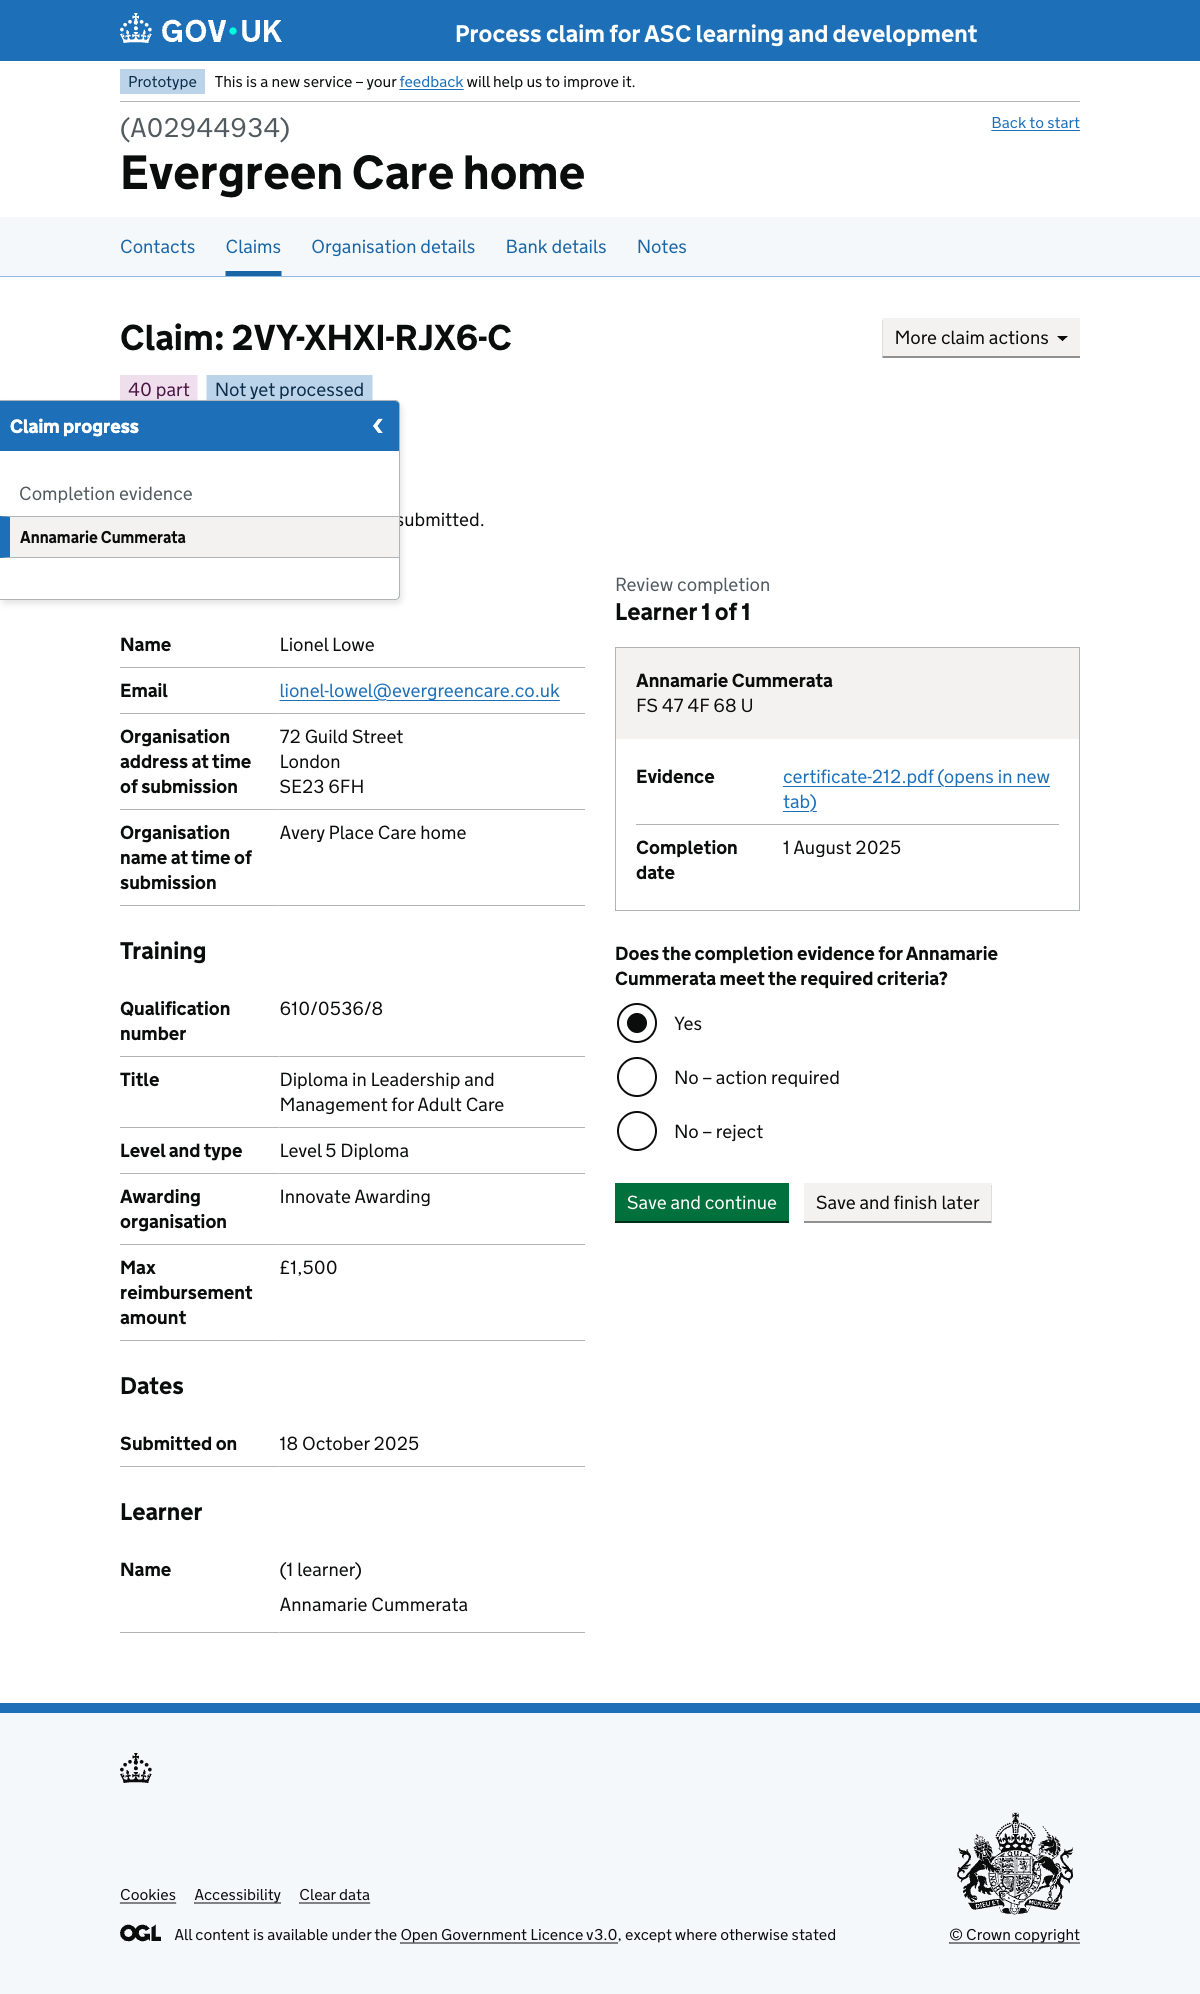 GOV·UK
Process claim for ASC learning and development
Prototype This is a new service – your feedback will help us to improve it.
(A02944934)
Back to start
Evergreen Care home
Contacts Claims Organisation details Bank details Notes
Claim: 2VY-XHXI-RJX6-C
More claim actions
40 part Not yet processed
Claim progress
Completion evidence
Annamarie Cummerata
submitted.
Name Lionel Lowe
Email lionel-lowel@evergreencare.co.uk
Organisation address at time of submission
72 Guild Street
London
SE23 6FH
Organisation name at time of submission
Avery Place Care home
Training
Qualification number
610/0536/8
Title
Diploma in Leadership and
Management for Adult Care
Level and type Level 5 Diploma
Awarding organisation
Innovate Awarding
Max reimbursement amount
£1,500
Dates
Submitted on 18 October 2025
Learner
Name (1 learner)
Annamarie Cummerata
Review completion
Learner 1 of 1
Annamarie Cummerata
FS 47 4F 68 U
Evidence
certificate-212.pdf (opens in new
tab)
Completion date
1 August 2025
Does the completion evidence for Annamarie
Cummerata meet the required criteria?
Yes
No – action required
No – reject
Save and continue Save and finish later
Cookies Accessibility Clear data
OGL All content is available under the Open Government Licence v3.0, except where otherwise stated
© Crown copyright